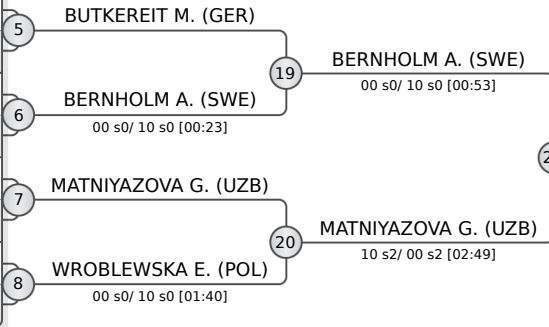 BUTKEREIT M. (GER)
5
19
BERNHOLM A. (SWE)
00 s0/ 10 s0 [00:53]
BERNHOLM A. (SWE)
6
00 s0/ 10 s0 [00:23]
2
MATNIYAZOVA G. (UZB)
7
20
MATNIYAZOVA G. (UZB)
10 s2/ 00 s2 [02:49]
WROBLEWSKA E. (POL)
8
00 s0/ 10 s0 [01:40]